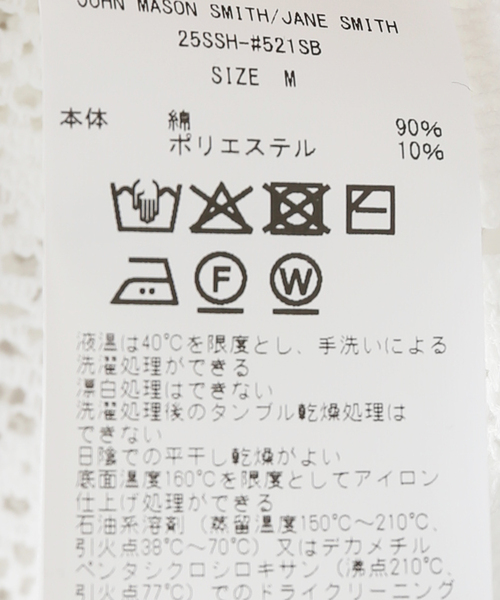 JOHN MASON SMITH/JANE SMITH
25SSH-#521SB
SIZE M
本体 綿 90%
ポリエステル 10%
F W
液温は40℃を限度とし、手洗いによる
洗濯処理ができる
漂白処理はできない
洗濯処理後のタンブル乾燥処理は
できない
日陰での平干し乾燥がよい
底面温度160℃を限度としてアイロン
仕上げ処理ができる
石油系溶剤（蒸留温度150℃～210℃、
引火点38℃～70℃）又はデカメチル
ペンタシクロシロキサン（沸点210℃、
引火点77℃）でのドライクリーニング